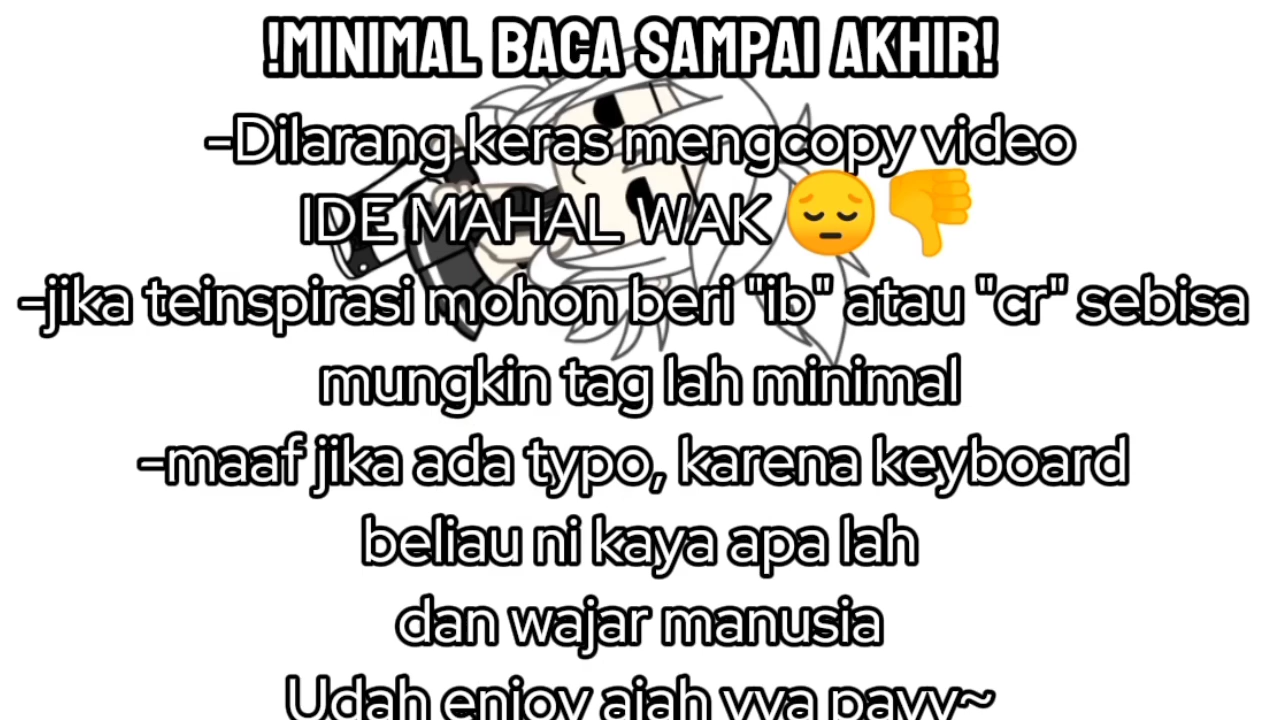 !MINIMAL BACA SAMPAI AKHIR!
-Dilarang keras mengcopy video
IDE MAHAL WAK 😔👎
-jika teinspirasi mohon beri "ib" atau "cr" sebisa
mungkin tag lah minimal
-maaf jika ada typo, karena keyboard
beliau ni kaya apa lah
dan wajar manusia
Udah enjoy ajah yya payy~